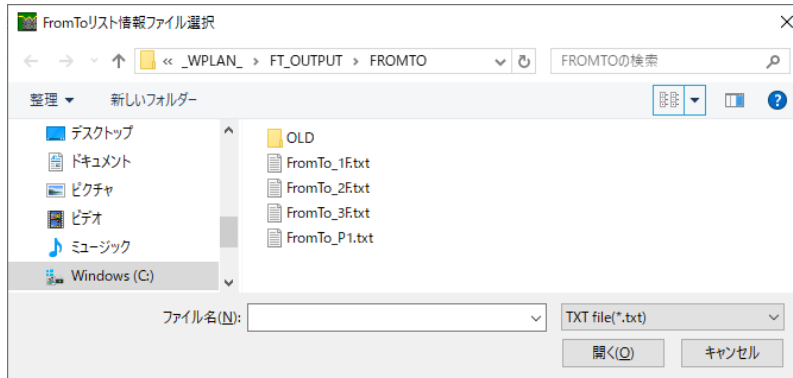 FromToリスト情報ファイル選択
« _WPLAN_ › FT_OUTPUT › FROMTO
FROMTOの検索
整理 ▼ 新しいフォルダー
デスクトップ
ドキュメント
ピクチャ
ビデオ
ミュージック
Windows (C:)
OLD
FromTo_1F.txt
FromTo_2F.txt
FromTo_3F.txt
FromTo_P1.txt
ファイル名(N):
TXT file(*.txt)
開く(O) キャンセル